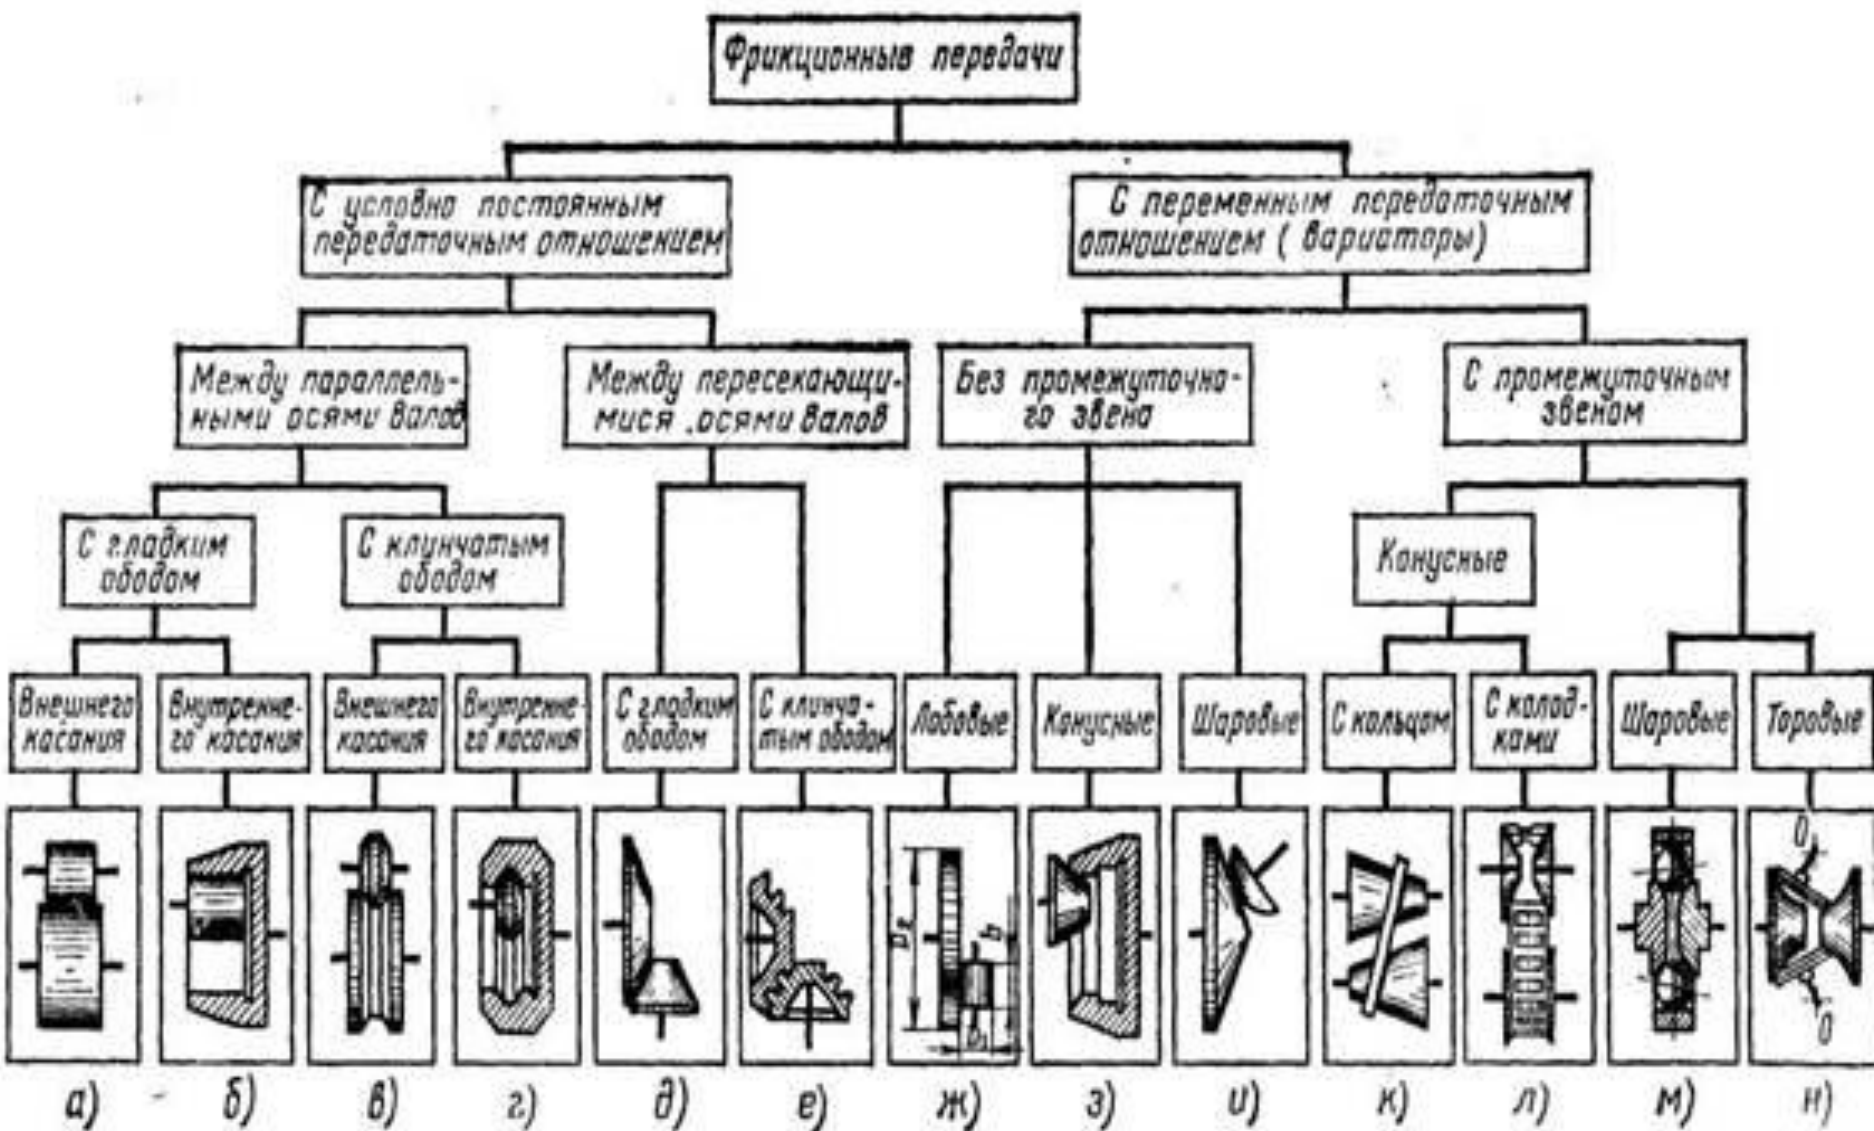 Фрикционные передачи
С условно постоянным
передаточным отношением
С переменным передаточным
отношением (вариаторы)
Между параллель-
ными осями валов
Между пересекающи-
мися осями валов
Без промежуточно-
го звена
С промежуточным
звеном
С гладким
ободом
С клинчатым
ободом
Конусные
Внешнего
касания
Внутренне-
го касания
Внешнего
касания
Внутренне-
го касания
С гладким
ободом
С клинча-
тым ободом
Лобовые
Конусные
Шаровые
С кольцом
С колод-
ками
Шаровые
Торовые
D₂
b
D₁
O
O
а)
б)
в)
г)
д)
е)
ж)
з)
и)
к)
л)
м)
н)